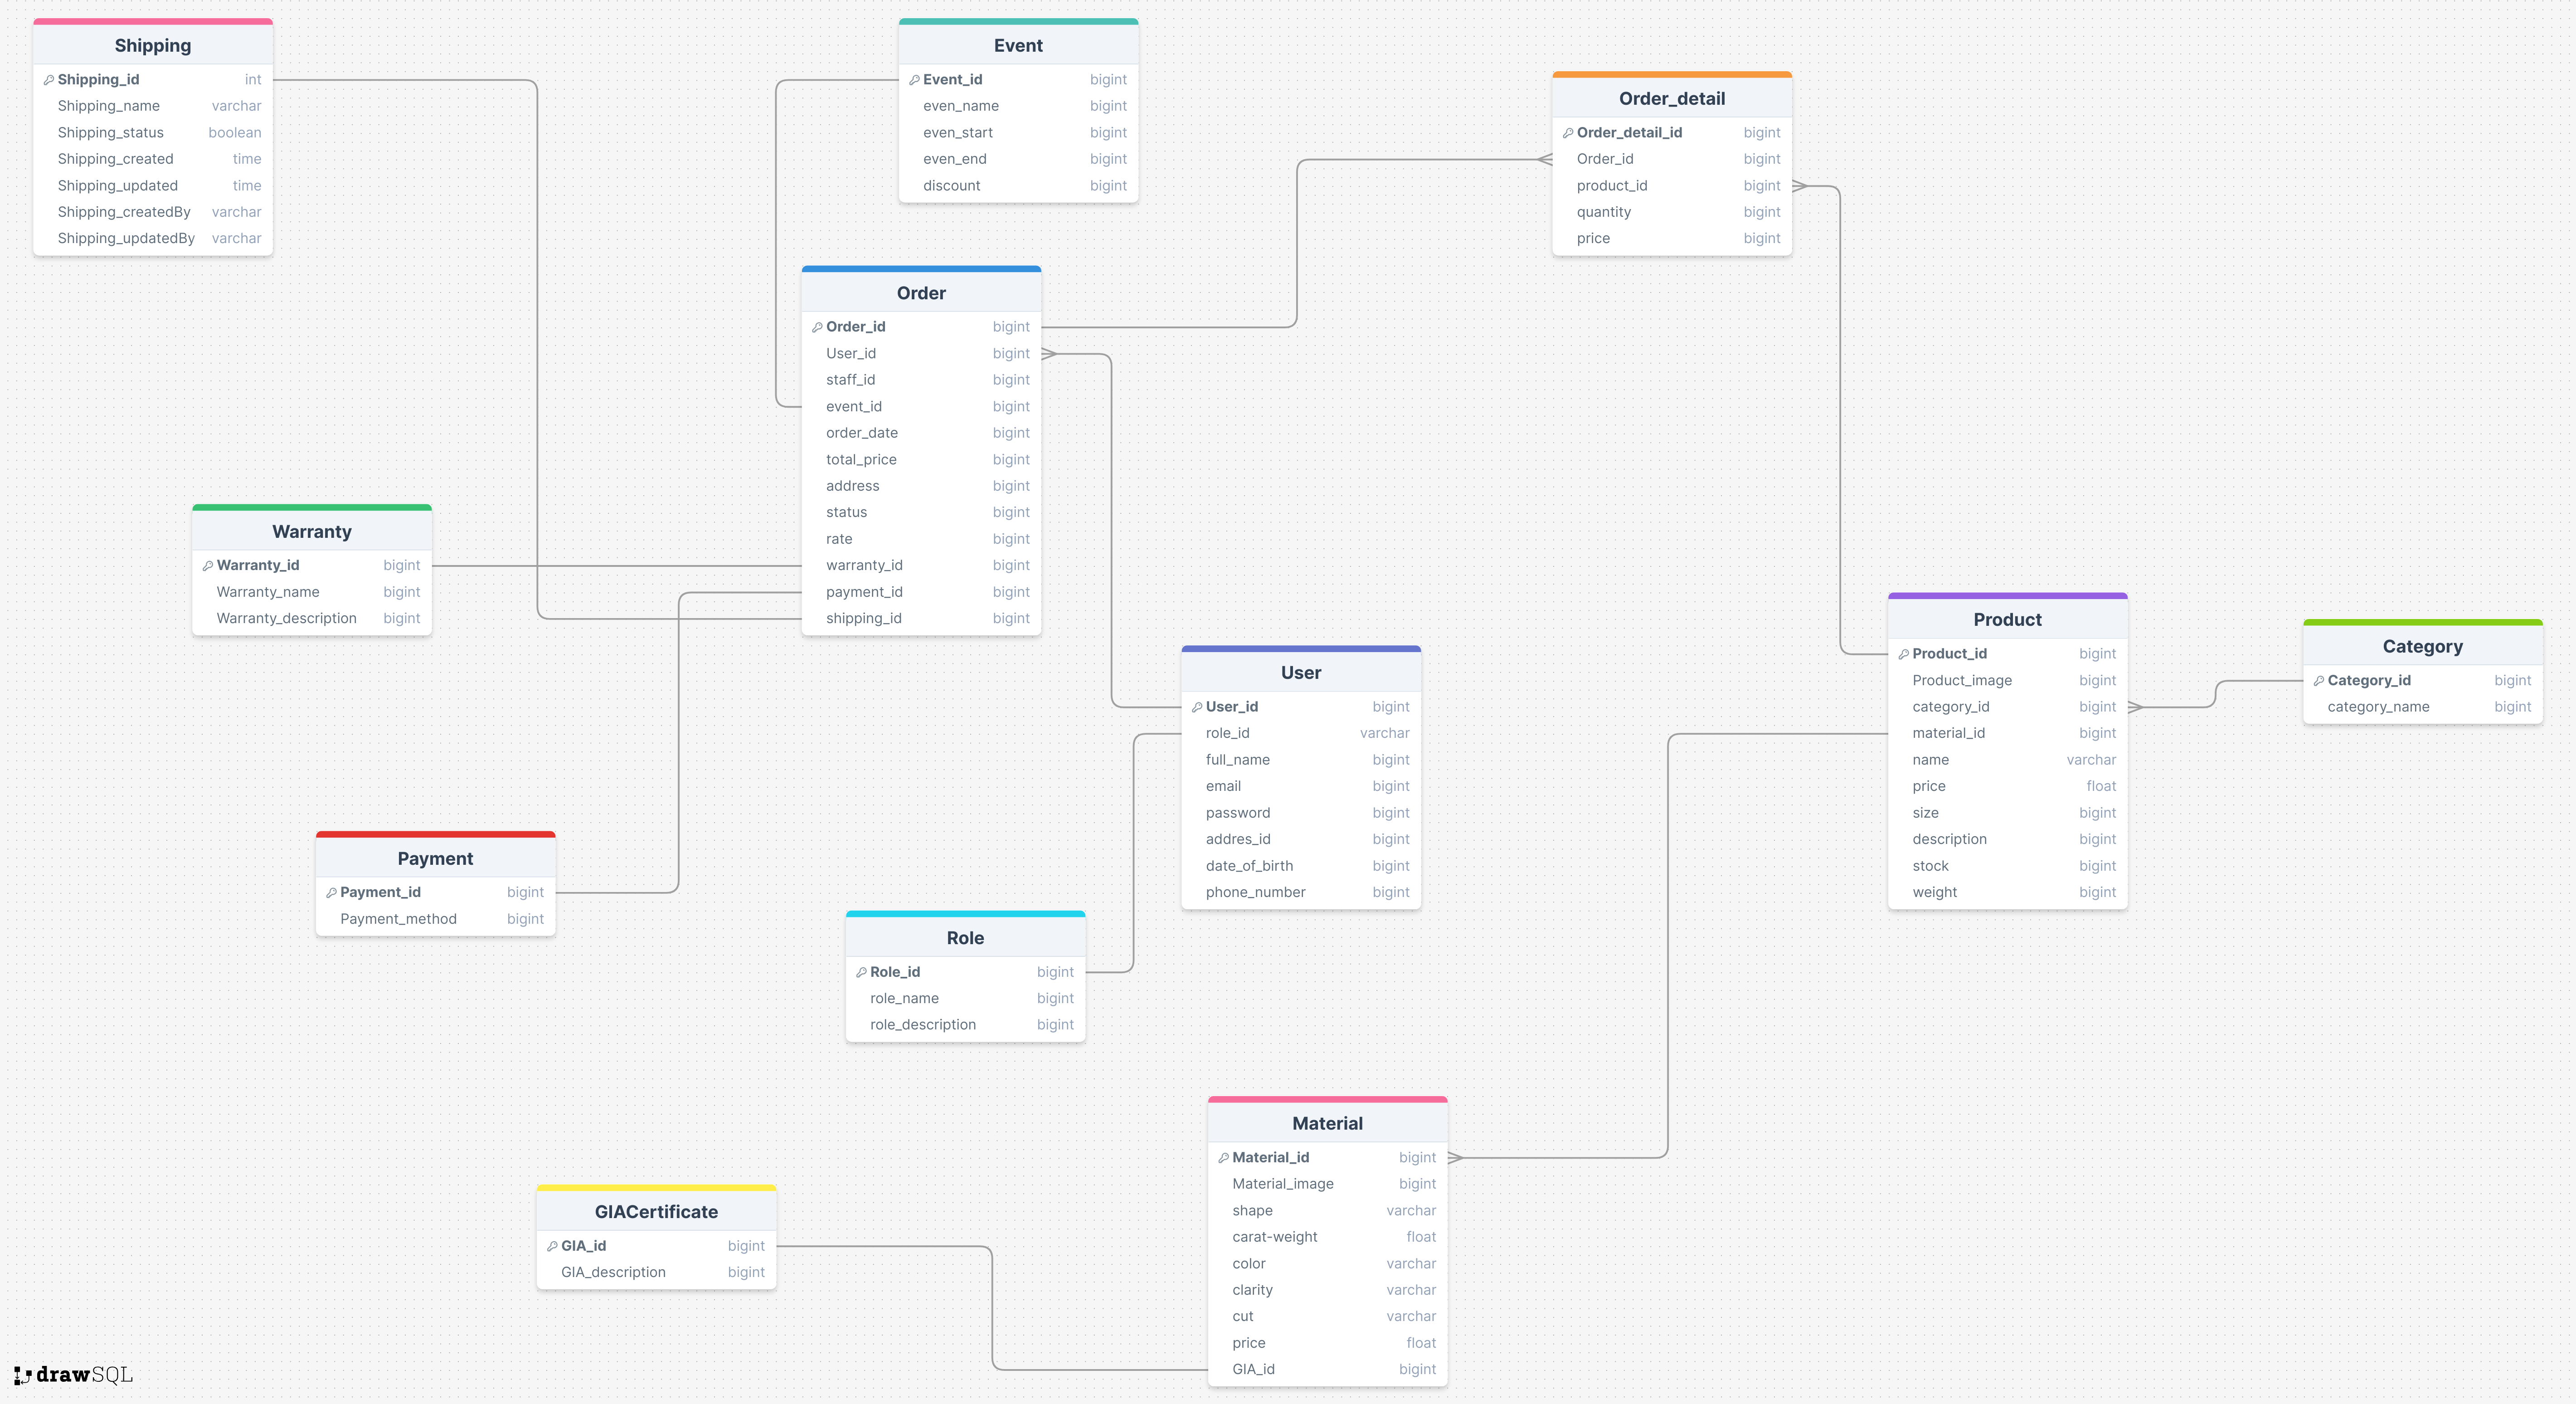 Shipping
Shipping_id int
Shipping_name varchar
Shipping_status boolean
Shipping_created time
Shipping_updated time
Shipping_createdBy varchar
Shipping_updatedBy varchar
Event
Event_id bigint
even_name bigint
even_start bigint
even_end bigint
discount bigint
Order_detail
Order_detail_id bigint
Order_id bigint
product_id bigint
quantity bigint
price bigint
Order
Order_id bigint
User_id bigint
staff_id bigint
event_id bigint
order_date bigint
total_price bigint
address bigint
status bigint
rate bigint
warranty_id bigint
payment_id bigint
shipping_id bigint
Warranty
Warranty_id bigint
Warranty_name bigint
Warranty_description bigint
User
User_id bigint
role_id varchar
full_name bigint
email bigint
password bigint
addres_id bigint
date_of_birth bigint
phone_number bigint
Product
Product_id bigint
Product_image bigint
category_id bigint
material_id bigint
name varchar
price float
size bigint
description bigint
stock bigint
weight bigint
Category
Category_id bigint
category_name bigint
Payment
Payment_id bigint
Payment_method bigint
Role
Role_id bigint
role_name bigint
role_description bigint
Material
Material_id bigint
Material_image bigint
shape varchar
carat-weight float
color varchar
clarity varchar
cut varchar
price float
GIA_id bigint
GIACertificate
GIA_id bigint
GIA_description bigint
drawSQL